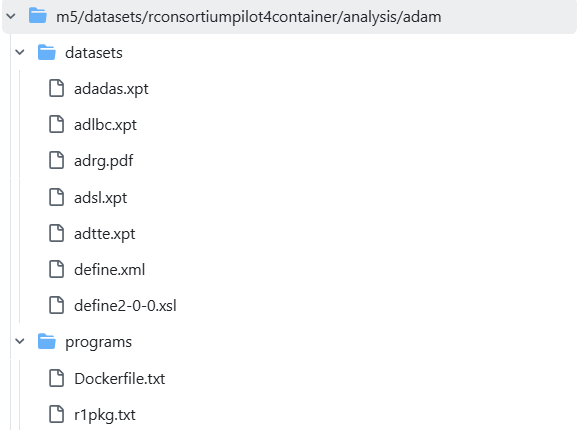 m5/datasets/rconsortiumpilot4container/analysis/adam
datasets
adadas.xpt
adlbc.xpt
adrg.pdf
adsl.xpt
adtte.xpt
define.xml
define2-0-0.xsl
programs
Dockerfile.txt
r1pkg.txt